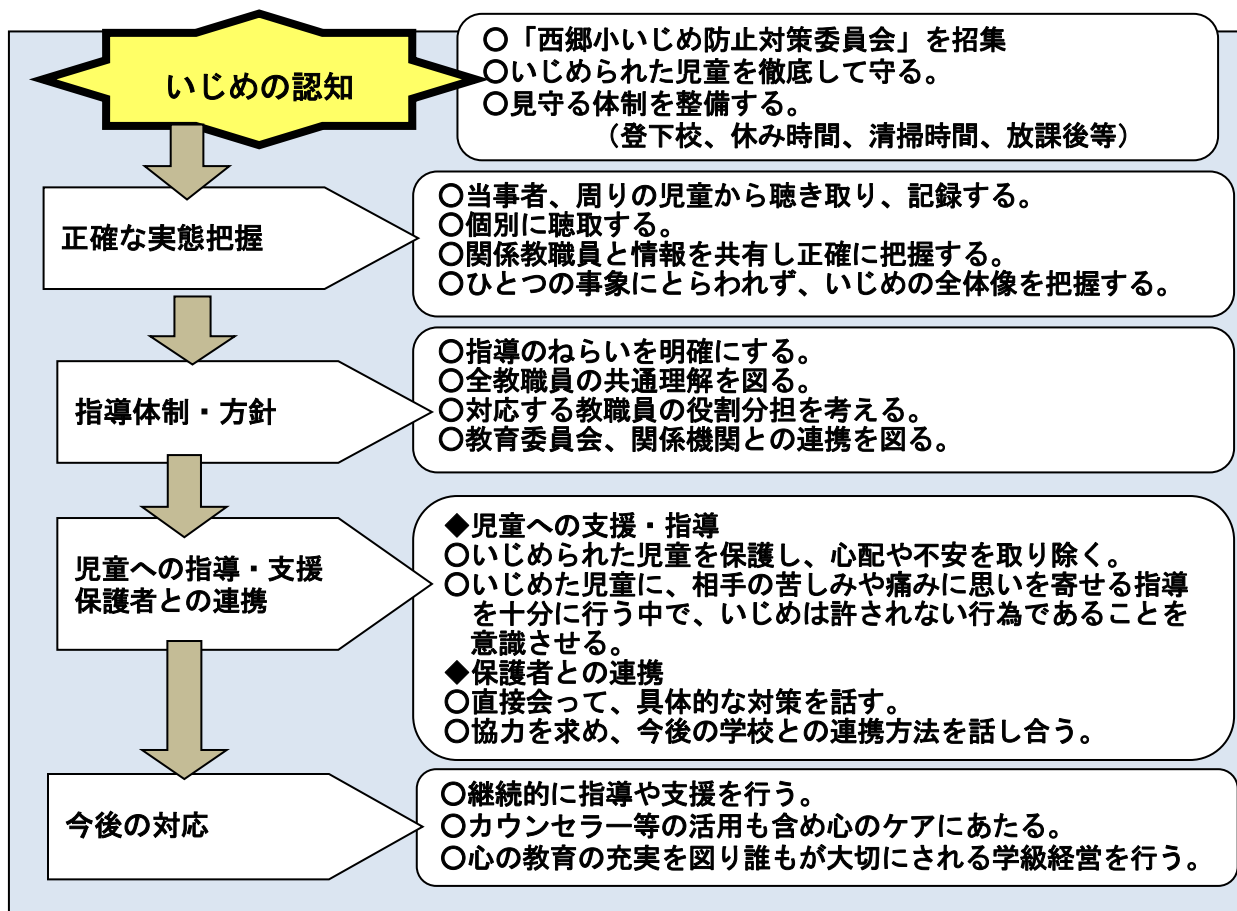 いじめの認知
○「西郷小いじめ防止対策委員会」を招集
○いじめられた児童を徹底して守る。
○見守る体制を整備する。
（登下校、休み時間、清掃時間、放課後等）
正確な実態把握
○当事者、周りの児童から聴き取り、記録する。
○個別に聴取する。
○関係教職員と情報を共有し正確に把握する。
○ひとつの事象にとらわれず、いじめの全体像を把握する。
指導体制・方針
○指導のねらいを明確にする。
○全教職員の共通理解を図る。
○対応する教職員の役割分担を考える。
○教育委員会、関係機関との連携を図る。
児童への指導・支援
保護者との連携
◆児童への支援・指導
○いじめられた児童を保護し、心配や不安を取り除く。
○いじめた児童に、相手の苦しみや痛みに思いを寄せる指導
を十分に行う中で、いじめは許されない行為であることを
意識させる。
◆保護者との連携
○直接会って、具体的な対策を話す。
○協力を求め、今後の学校との連携方法を話し合う。
今後の対応
○継続的に指導や支援を行う。
○カウンセラー等の活用も含め心のケアにあたる。
○心の教育の充実を図り誰もが大切にされる学級経営を行う。